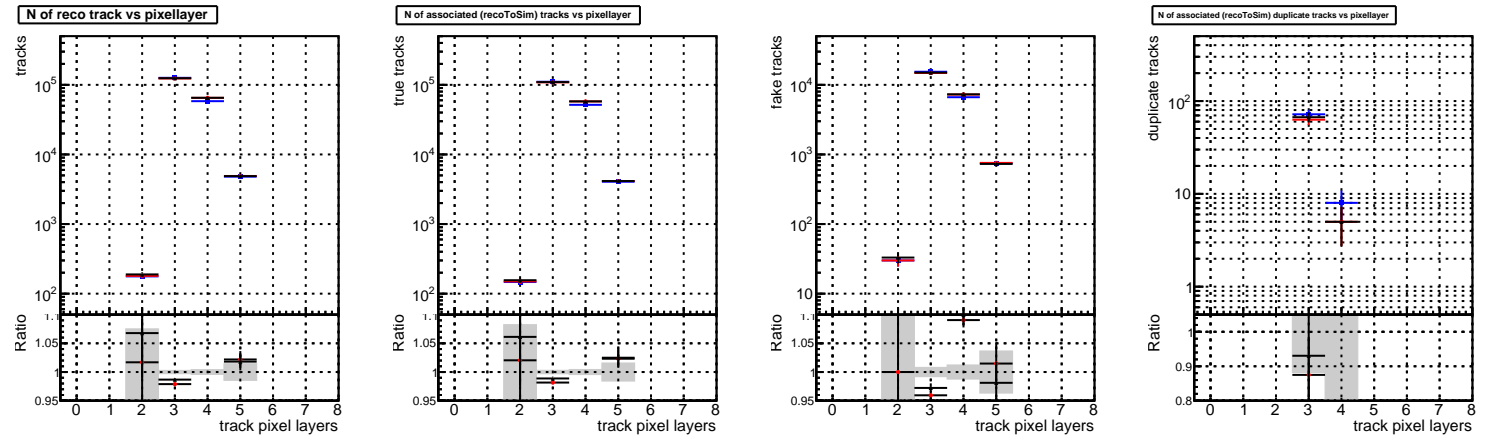 N of reco track vs pixellayer
tracks
10^5
10^4
10^3
10^2
Ratio
1.1
1.05
1
0.95
0 1 2 3 4 5 6 7 8
track pixel layers
N of associated (recoToSim) tracks vs pixellayer
true tracks
10^5
10^4
10^3
10^2
Ratio
1.1
1.05
1
0.95
0 1 2 3 4 5 6 7 8
track pixel layers
fake tracks
10^4
10^3
10^2
10
Ratio
1.1
1.05
1
0.95
0 1 2 3 4 5 6 7 8
track pixel layers
N of associated (recoToSim) duplicate tracks vs pixellayer
duplicate tracks
10^2
10
1
Ratio
1
0.9
0.8
0 1 2 3 4 5 6 7 8
track pixel layers